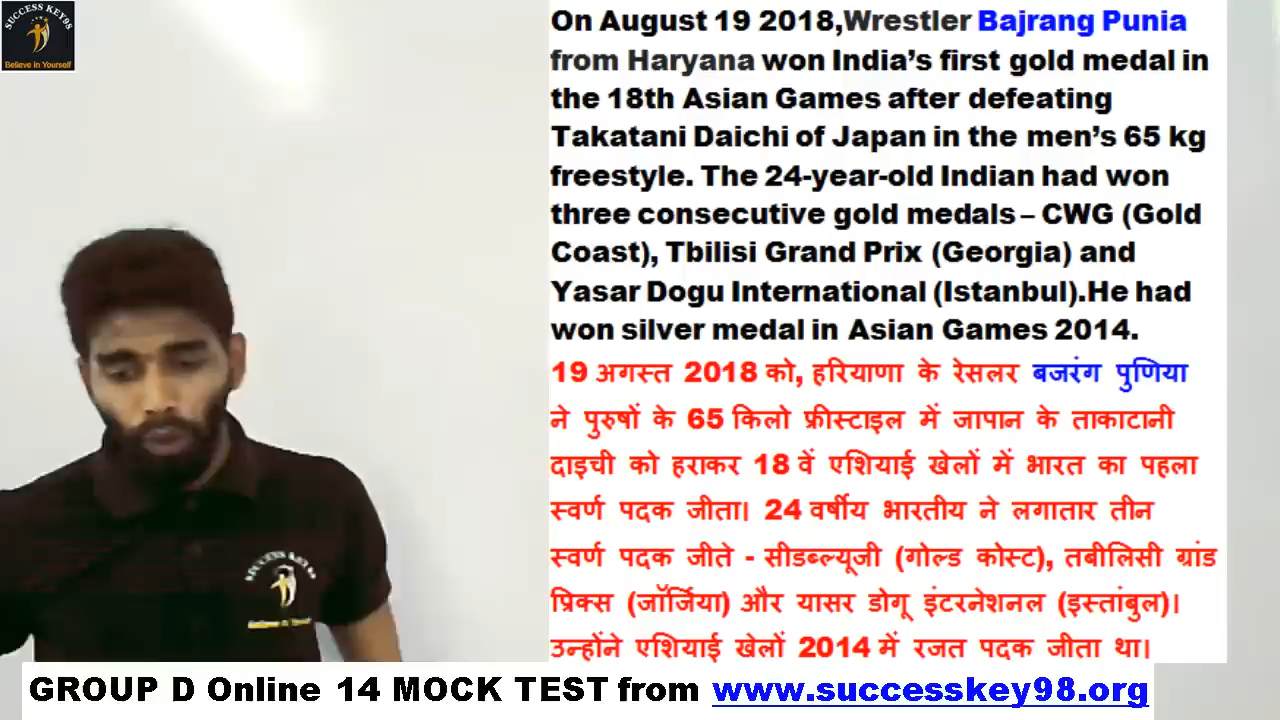 SUCCESS KEY98
Believe In Yourself
On August 19 2018,Wrestler Bajrang Punia
from Haryana won India’s first gold medal in
the 18th Asian Games after defeating
Takatani Daichi of Japan in the men’s 65 kg
freestyle. The 24-year-old Indian had won
three consecutive gold medals – CWG (Gold
Coast), Tbilisi Grand Prix (Georgia) and
Yasar Dogu International (Istanbul).He had
won silver medal in Asian Games 2014.
19 अगस्त 2018 को, हरियाणा के रेसलर बजरंग पुणिया
ने पुरुषों के 65 किलो फ्रीस्टाइल में जापान के ताकाटानी
दाइची को हराकर 18 वें एशियाई खेलों में भारत का पहला
स्वर्ण पदक जीता। 24 वर्षीय भारतीय ने लगातार तीन
स्वर्ण पदक जीते - सीडब्ल्यूजी (गोल्ड कोस्ट), तबीलिसी ग्रांड
प्रिक्स (जॉर्जिया) और यासर डोगू इंटरनेशनल (इस्तांबुल)।
उन्होंने एशियाई खेलों 2014 में रजत पदक जीता था।
SUCCESS KEY98
Believe In Yourself
GROUP D Online 14 MOCK TEST from www.successkey98.org